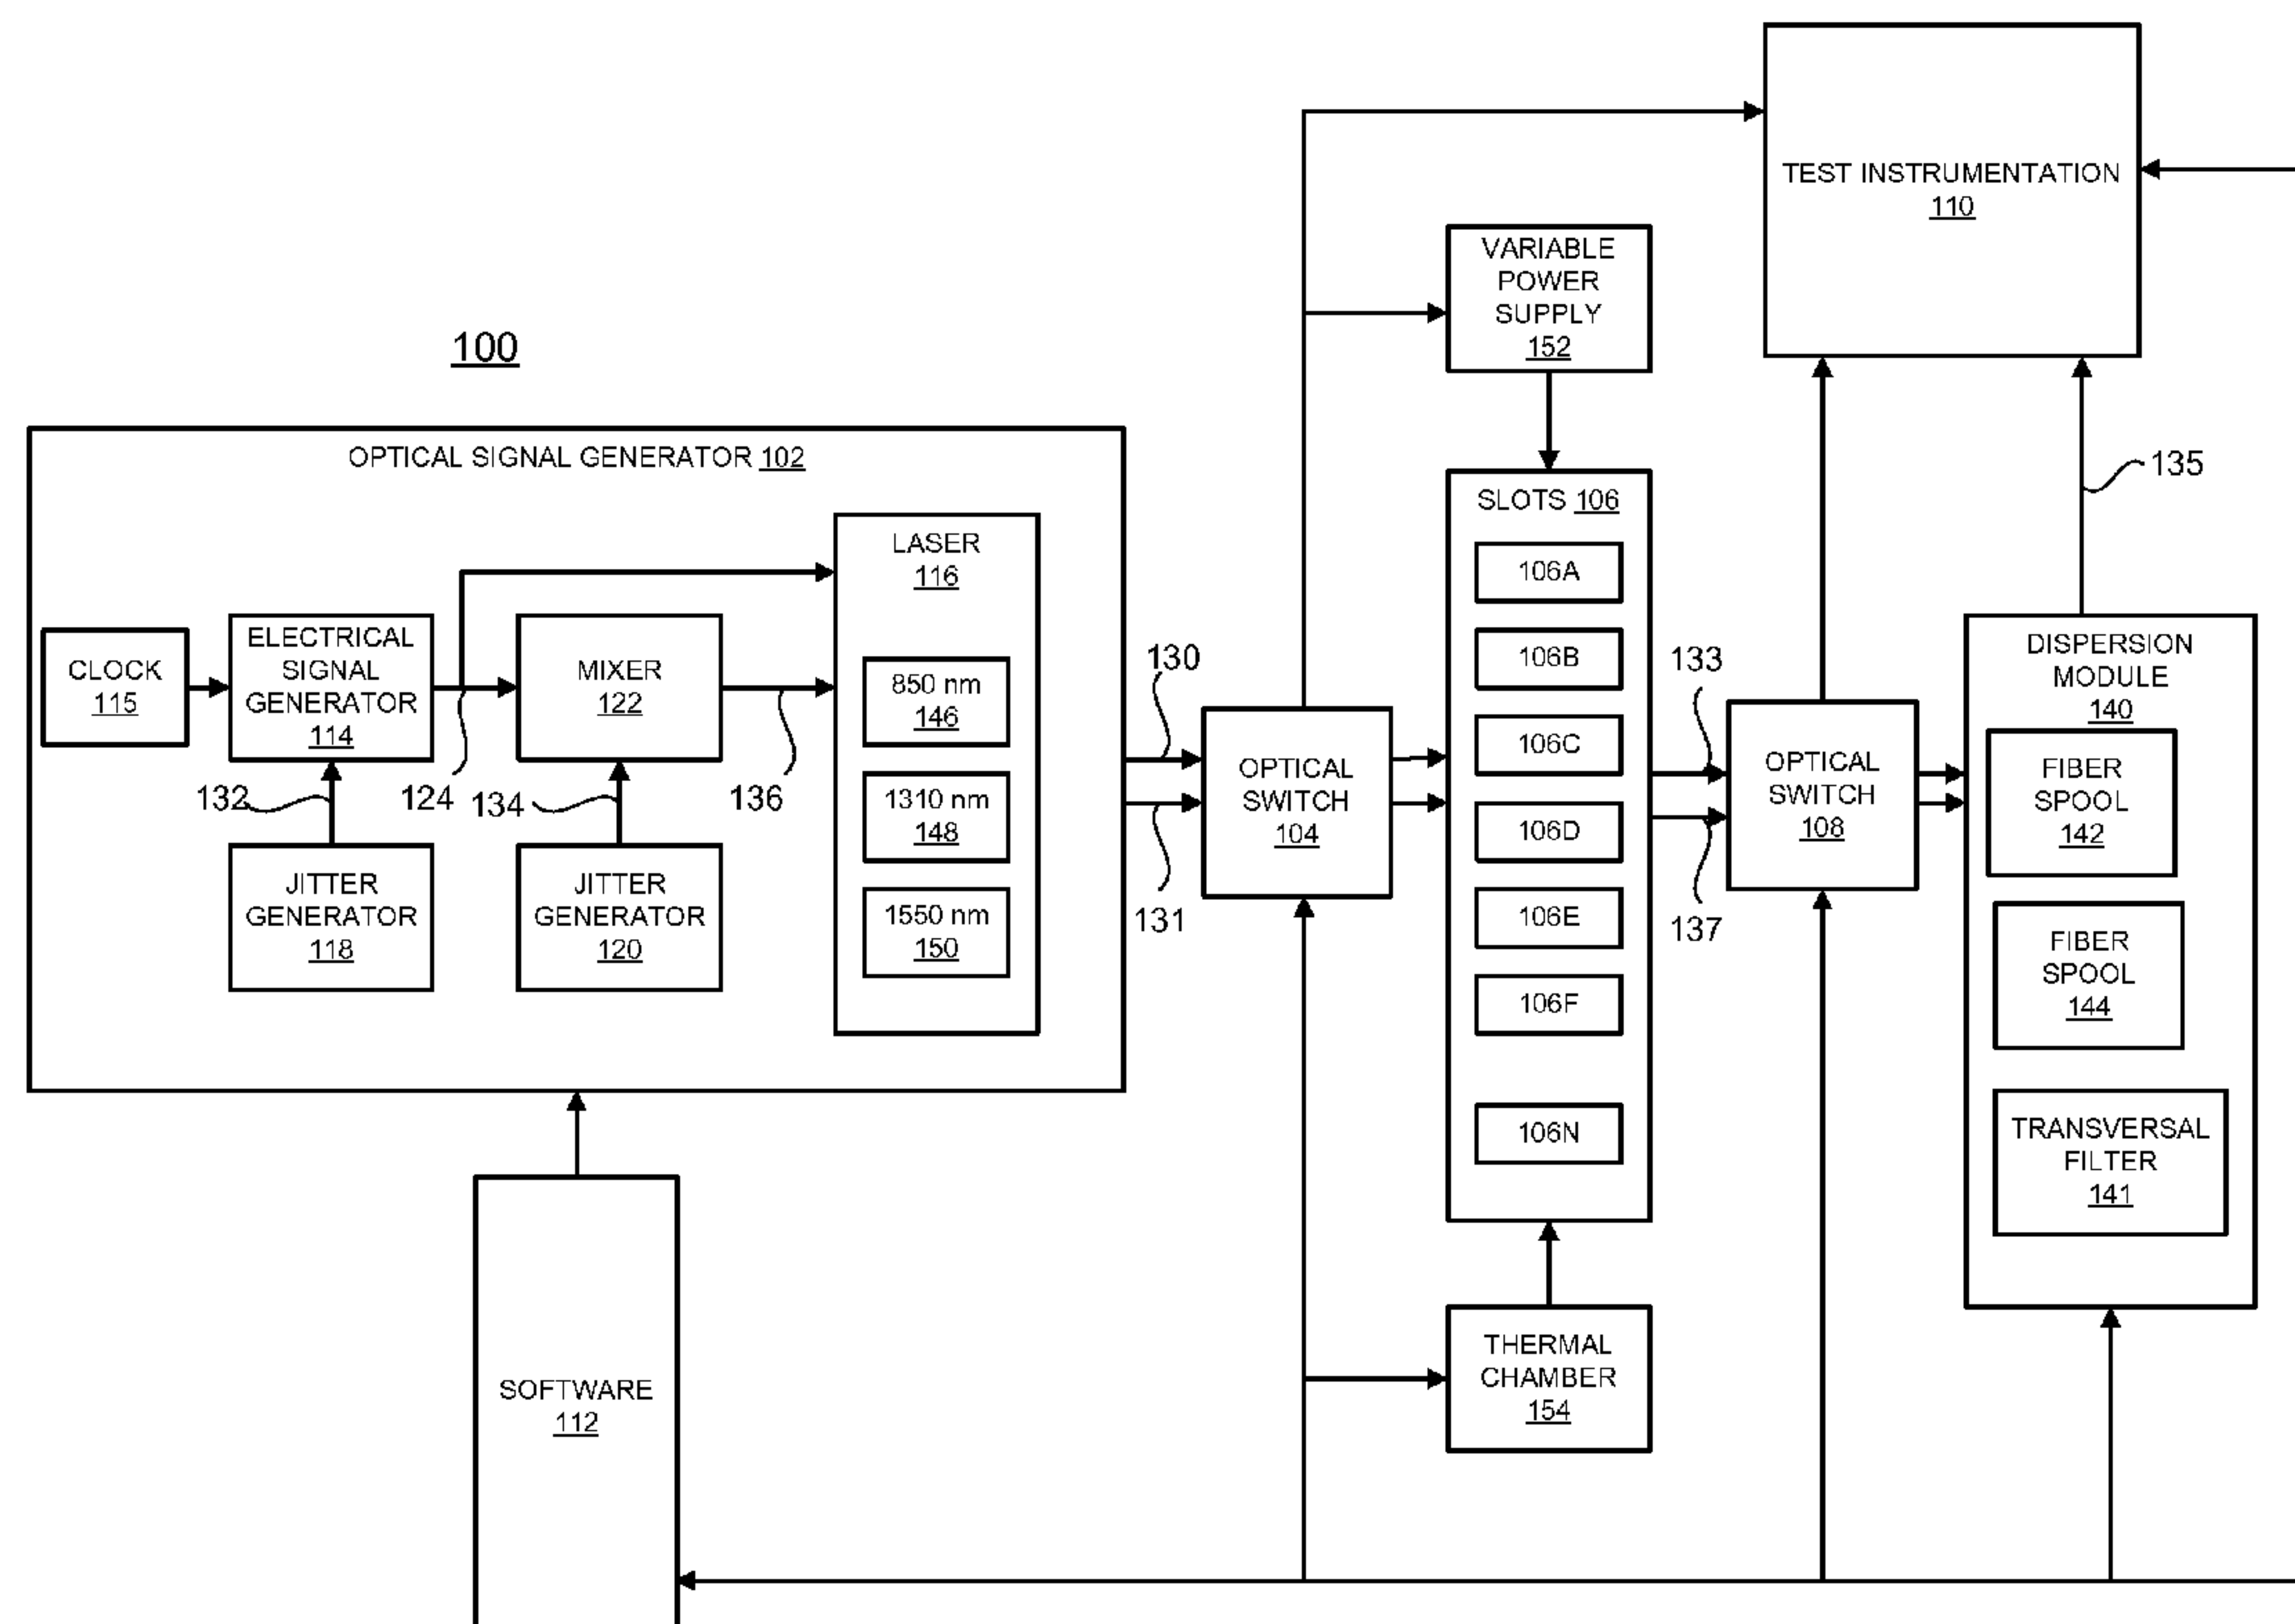 TEST INSTRUMENTATION
110
VARIABLE
POWER
SUPPLY
152
100
OPTICAL SIGNAL GENERATOR 102
CLOCK
115
ELECTRICAL
SIGNAL
GENERATOR
114
MIXER
122
LASER
116
850 nm
146
1310 nm
148
1550 nm
150
132
124
134
136
JITTER
GENERATOR
118
JITTER
GENERATOR
120
130
131
OPTICAL
SWITCH
104
SLOTS 106
106A
106B
106C
106D
106E
106F
106N
133
137
OPTICAL
SWITCH
108
135
DISPERSION
MODULE
140
FIBER
SPOOL
142
FIBER
SPOOL
144
TRANSVERSAL
FILTER
141
THERMAL
CHAMBER
154
SOFTWARE
112